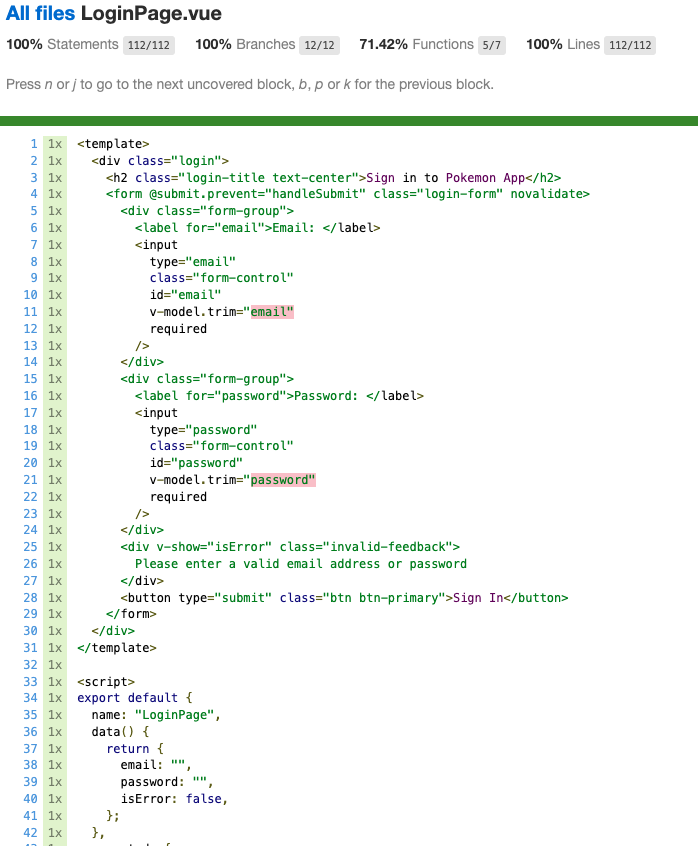 All files LoginPage.vue
100% Statements 112/112 100% Branches 12/12 71.42% Functions 5/7 100% Lines 112/112
Press n or j to go to the next uncovered block, b, p or k for the previous block.
1 1x <template>
2 1x <div class="login">
3 1x <h2 class="login-title text-center">Sign in to Pokemon App</h2>
4 1x <form @submit.prevent="handleSubmit" class="login-form" novalidate>
5 1x <div class="form-group">
6 1x <label for="email">Email: </label>
7 1x <input
8 1x type="email"
9 1x class="form-control"
10 1x id="email"
11 1x v-model.trim="email"
12 1x required
13 1x />
14 1x </div>
15 1x <div class="form-group">
16 1x <label for="password">Password: </label>
17 1x <input
18 1x type="password"
19 1x class="form-control"
20 1x id="password"
21 1x v-model.trim="password"
22 1x required
23 1x />
24 1x </div>
25 1x <div v-show="isError" class="invalid-feedback">
26 1x Please enter a valid email address or password
27 1x </div>
28 1x <button type="submit" class="btn btn-primary">Sign In</button>
29 1x </form>
30 1x </div>
31 1x </template>
32 1x
33 1x <script>
34 1x export default {
35 1x name: "LoginPage",
36 1x data() {
37 1x return {
38 1x email: "",
39 1x password: "",
40 1x isError: false,
41 1x };
42 1x },